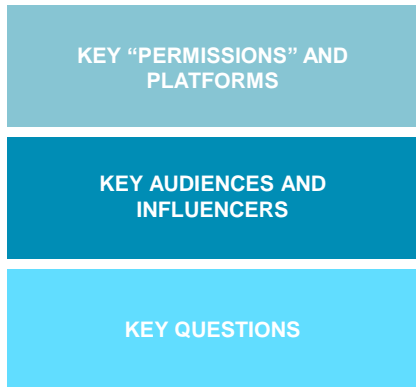 KEY “PERMISSIONS” AND
PLATFORMS
KEY AUDIENCES AND
INFLUENCERS
KEY QUESTIONS